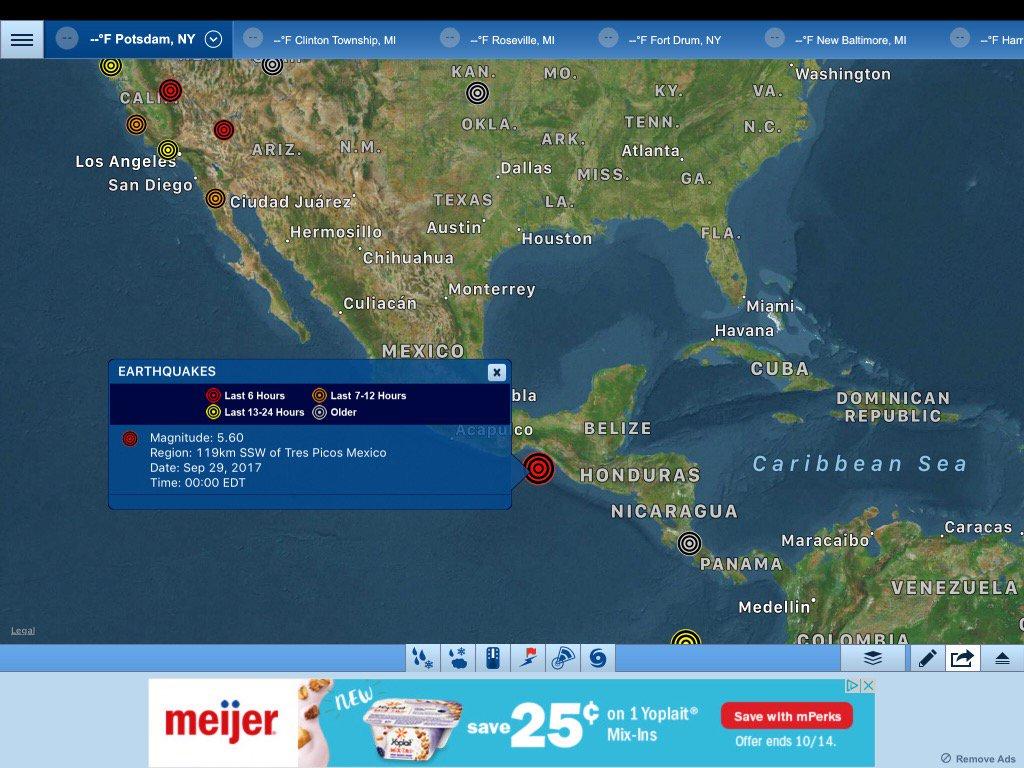 --°F Potsdam, NY
--°F Clinton Township, MI
--°F Roseville, MI
--°F Fort Drum, NY
--°F New Baltimore, MI
--°F Harr
KAN.
MO.
Washington
CALI
KY.
VA.
OKLA.
TENN.
N.C.
ARIZ.
N.M.
ARK.
Atlanta
Los Angeles
Dallas
MISS.
GA.
San Diego
Ciudad Juárez
TEXAS
LA.
Hermosillo
Austin
Houston
FLA.
Chihuahua
Monterrey
Culiacán
Miami
Havana
MEXICO
CUBA
EARTHQUAKES
x
Last 6 Hours
Last 7-12 Hours
Last 13-24 Hours
Older
bla
Acapulco
Magnitude: 5.60
Region: 119km SSW of Tres Picos Mexico
Date: Sep 29, 2017
Time: 00:00 EDT
BELIZE
DOMINICAN
REPUBLIC
Caribbean Sea
HONDURAS
NICARAGUA
Caracas
Maracaibo
PANAMA
VENEZUELA
Medellin
COLOMBIA
Legal
meijer
NEW
Yoplait
MIX-INS
save 25¢
on 1 Yoplait®
Mix-Ins
Save with mPerks
Offer ends 10/14.
Remove Ads